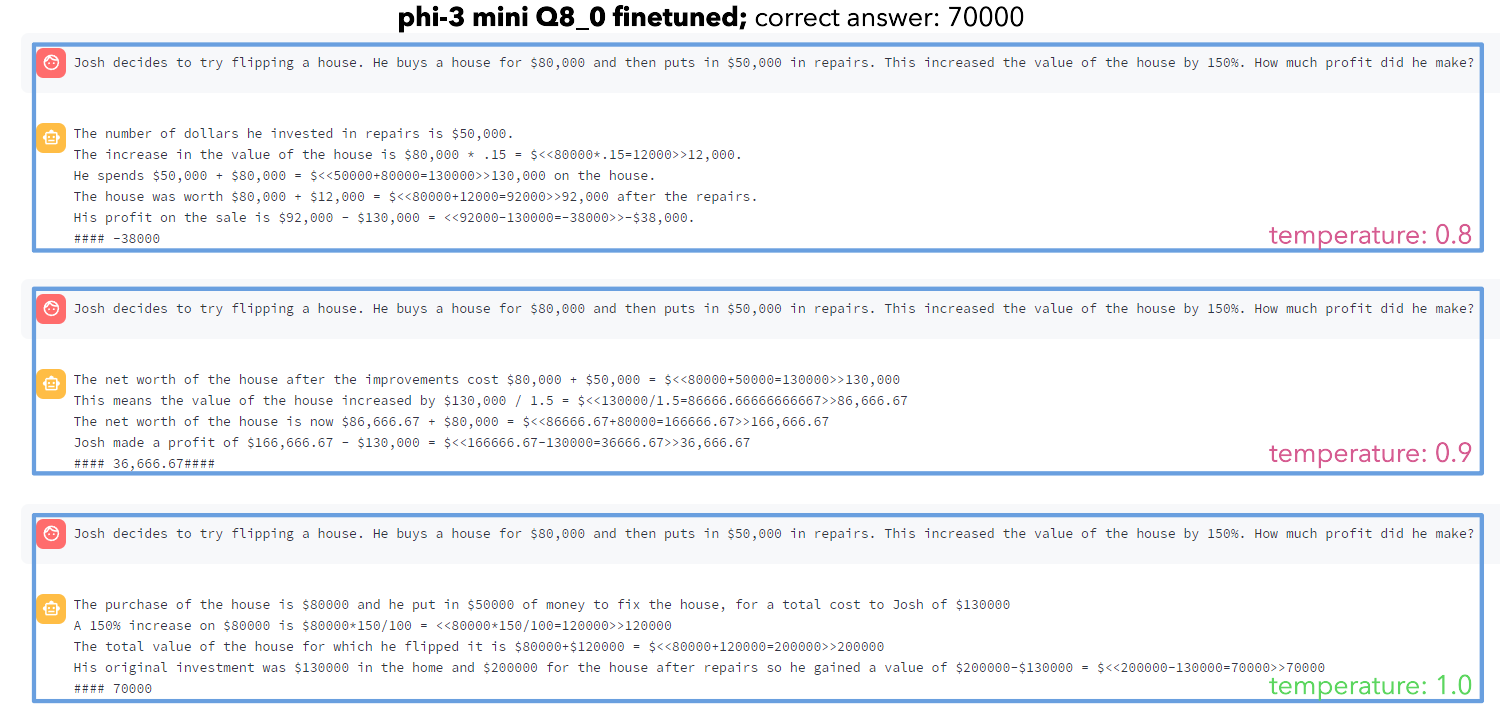 phi-3 mini Q8_0 finetuned; correct answer: 70000
Josh decides to try flipping a house. He buys a house for $80,000 and then puts in $50,000 in repairs. This increased the value of the house by 150%. How much profit did he make?
The number of dollars he invested in repairs is $50,000.
The increase in the value of the house is $80,000 * .15 = $<<80000*.15=12000>>12,000.
He spends $50,000 + $80,000 = $<<50000+80000=130000>>130,000 on the house.
The house was worth $80,000 + $12,000 = $<<80000+12000=92000>>92,000 after the repairs.
His profit on the sale is $92,000 - $130,000 = <<92000-130000=-38000>>-$38,000.
#### -38000
temperature: 0.8
Josh decides to try flipping a house. He buys a house for $80,000 and then puts in $50,000 in repairs. This increased the value of the house by 150%. How much profit did he make?
The net worth of the house after the improvements cost $80,000 + $50,000 = $<<80000+50000=130000>>130,000
This means the value of the house increased by $130,000 / 1.5 = $<<130000/1.5=86666.66666666667>>86,666.67
The net worth of the house is now $86,666.67 + $80,000 = $<<86666.67+80000=166666.67>>166,666.67
Josh made a profit of $166,666.67 - $130,000 = $<<166666.67-130000=36666.67>>36,666.67
#### 36,666.67####
temperature: 0.9
Josh decides to try flipping a house. He buys a house for $80,000 and then puts in $50,000 in repairs. This increased the value of the house by 150%. How much profit did he make?
The purchase of the house is $80000 and he put in $50000 of money to fix the house, for a total cost to Josh of $130000
A 150% increase on $80000 is $80000*150/100 = <<80000*150/100=120000>>120000
The total value of the house for which he flipped it is $80000+$120000 = $<<80000+120000=200000>>200000
His original investment was $130000 in the home and $200000 for the house after repairs so he gained a value of $200000-$130000 = $<<200000-130000=70000>>70000
#### 70000
temperature: 1.0